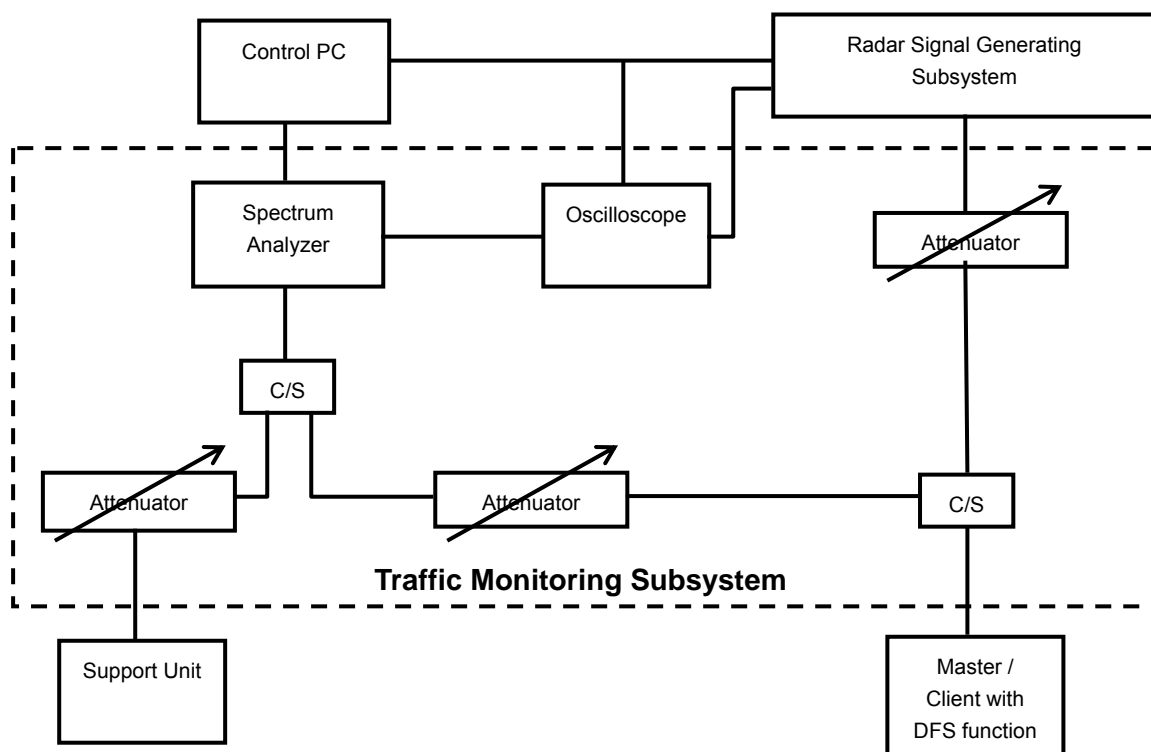 Control PC
Radar Signal Generating
Subsystem
Spectrum
Analyzer
Oscilloscope
Attenuator
C/S
Attenuator
Attenuator
C/S
Traffic Monitoring Subsystem
Support Unit
Master /
Client with
DFS function